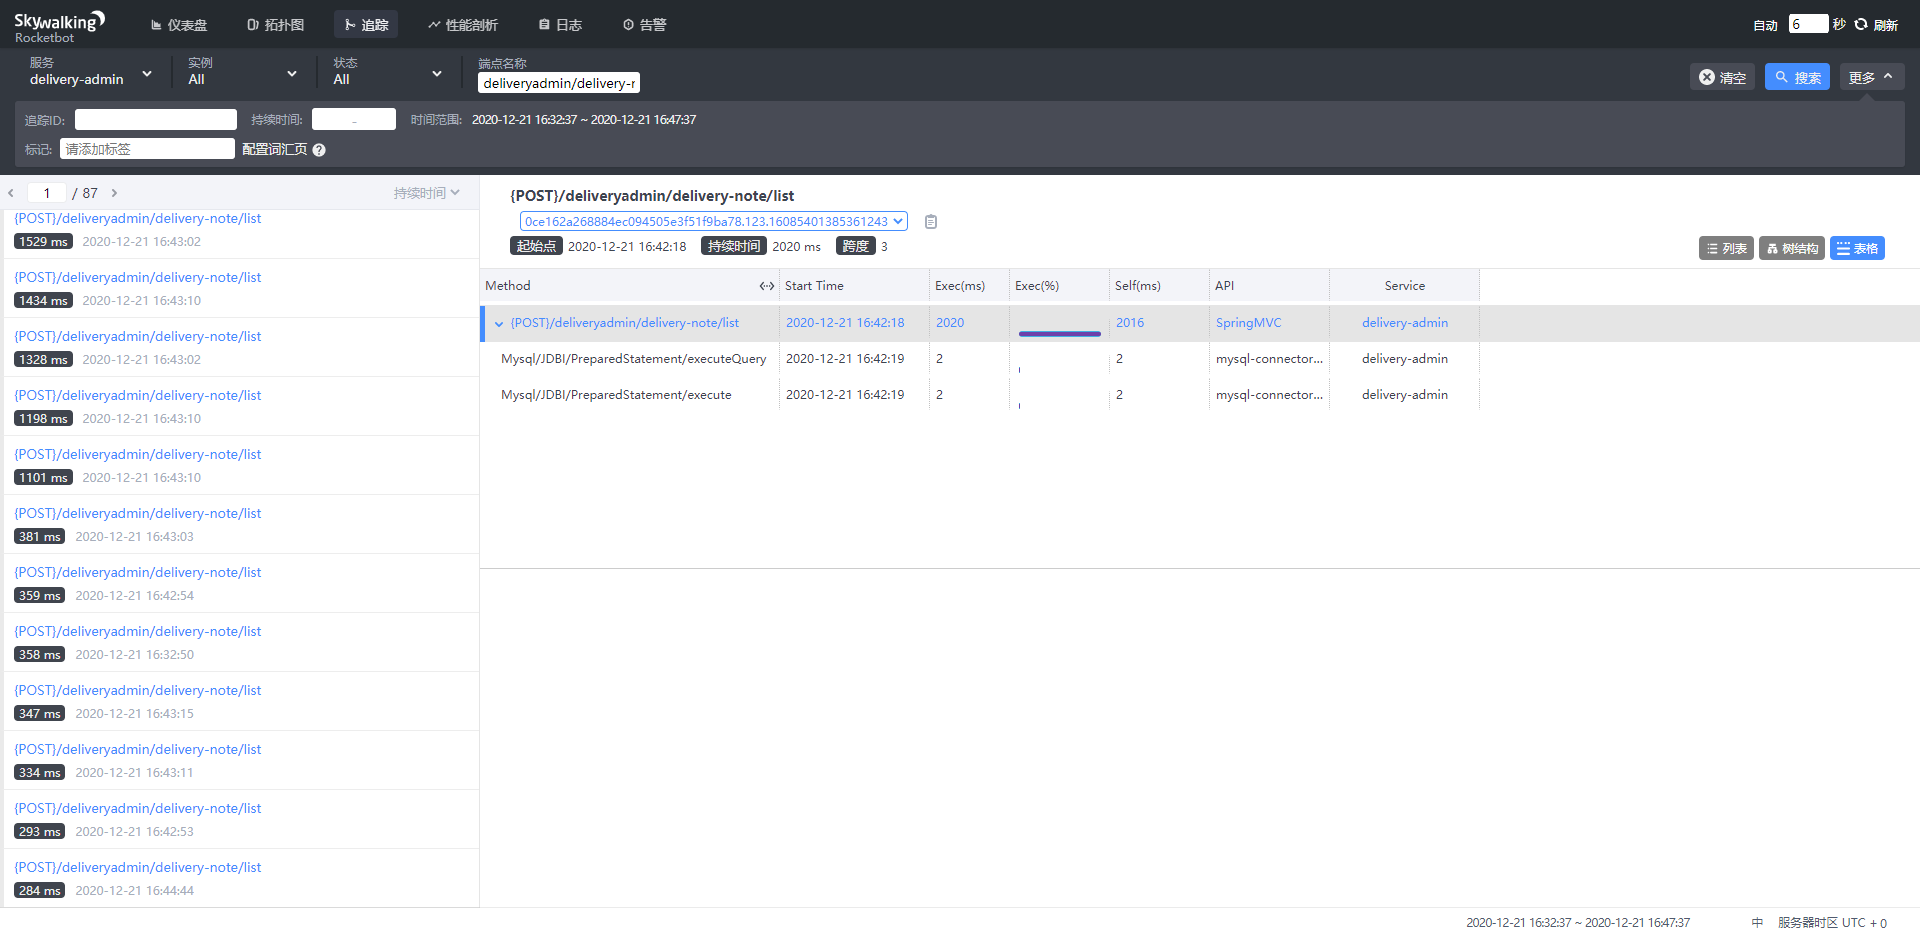 Skywalking
Rocketbot
仪表盘
拓扑图
追踪
性能剖析
日志
告警
自动 6 秒 刷新
服务
delivery-admin
实例
All
状态
All
端点名称
deliveryadmin/delivery-r
清空
搜索
更多
追踪ID:
持续时间: -
时间范围: 2020-12-21 16:32:37 ~ 2020-12-21 16:47:37
标记: 请添加标签 配置词汇页 ?
1 / 87
持续时间
{POST}/deliveryadmin/delivery-note/list
1529 ms 2020-12-21 16:43:02
{POST}/deliveryadmin/delivery-note/list
1434 ms 2020-12-21 16:43:10
{POST}/deliveryadmin/delivery-note/list
1328 ms 2020-12-21 16:43:02
{POST}/deliveryadmin/delivery-note/list
1198 ms 2020-12-21 16:43:10
{POST}/deliveryadmin/delivery-note/list
1101 ms 2020-12-21 16:43:10
{POST}/deliveryadmin/delivery-note/list
381 ms 2020-12-21 16:43:03
{POST}/deliveryadmin/delivery-note/list
359 ms 2020-12-21 16:42:54
{POST}/deliveryadmin/delivery-note/list
358 ms 2020-12-21 16:32:50
{POST}/deliveryadmin/delivery-note/list
347 ms 2020-12-21 16:43:15
{POST}/deliveryadmin/delivery-note/list
334 ms 2020-12-21 16:43:11
{POST}/deliveryadmin/delivery-note/list
293 ms 2020-12-21 16:42:53
{POST}/deliveryadmin/delivery-note/list
284 ms 2020-12-21 16:44:44
{POST}/deliveryadmin/delivery-note/list
0ce162a268884ec094505e3f51f9ba78.123.16085401385361243
起始点 2020-12-21 16:42:18 持续时间 2020 ms 跨度 3
列表
树结构
表格
Method Start Time Exec(ms) Exec(%) Self(ms) API Service
{POST}/deliveryadmin/delivery-note/list 2020-12-21 16:42:18 2020 2016 SpringMVC delivery-admin
Mysql/JDBI/PreparedStatement/executeQuery 2020-12-21 16:42:19 2 2 mysql-connector... delivery-admin
Mysql/JDBI/PreparedStatement/execute 2020-12-21 16:42:19 2 2 mysql-connector... delivery-admin
2020-12-21 16:32:37 ~ 2020-12-21 16:47:37
中
服务器时区 UTC + 0